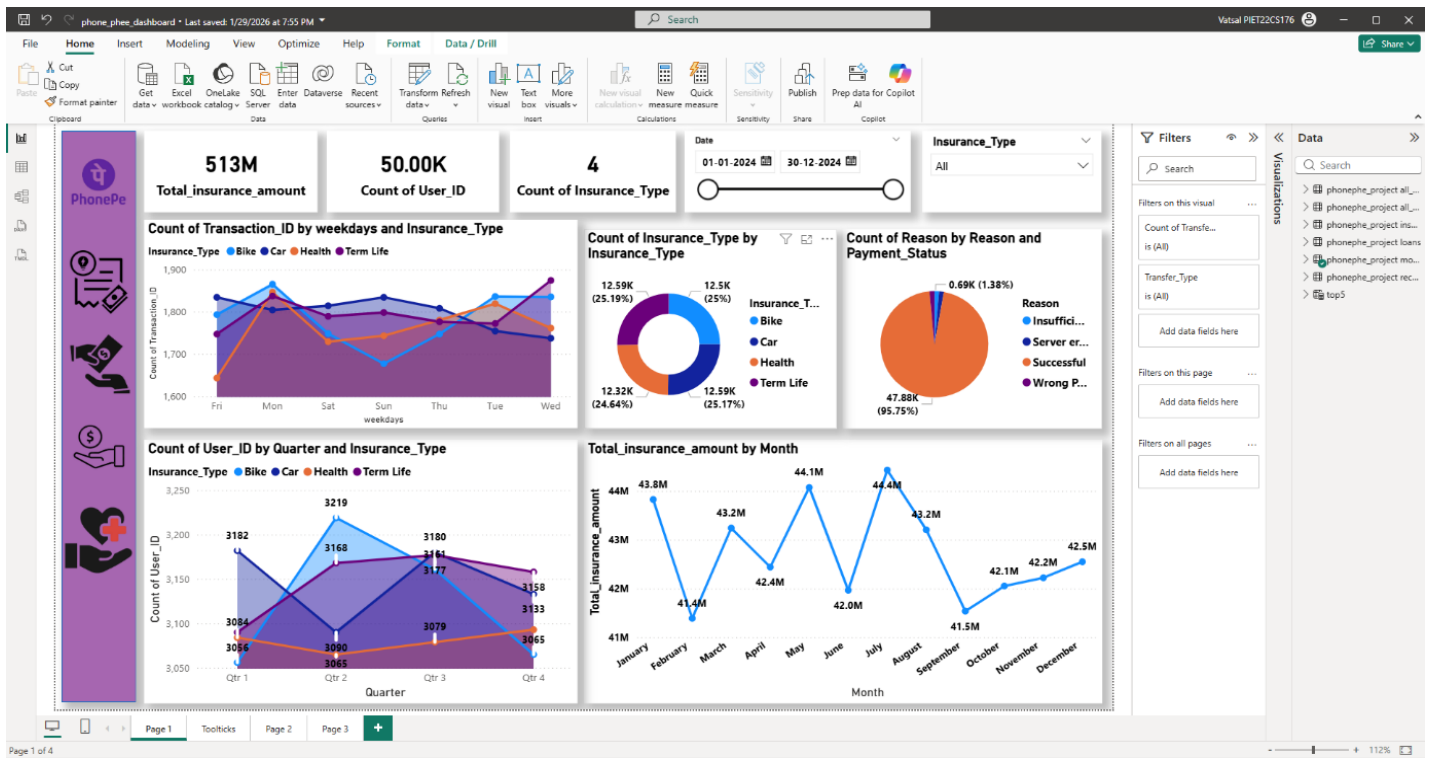 phone_phee_dashboard • Last saved: 1/29/2026 at 7:55 PM
Search
Vatsal PIET22CS176
File Home Insert Modeling View Optimize Help Format Data / Drill
Share
Paste
Cut
Copy
Format painter
Get data
Excel workbook
OneLake catalog
SQL Server
Enter data
Dataverse
Recent sources
Transform data
Refresh
New visual
Text box
More visuals
New visual calculation
New measure
Quick measure
Sensitivity
Publish
Prep data for AI
Copilot
Clipboard
Data
Queries
Insert
Calculations
Sensitivity
Share
Copilot
पे
PhonePe
513M
Total_insurance_amount
50.00K
Count of User_ID
4
Count of Insurance_Type
Date
01-01-2024
30-12-2024
Insurance_Type
All
Count of Transaction_ID by weekdays and Insurance_Type
Insurance_Type Bike Car Health Term Life
Count of Transaction_ID
1,900
1,800
1,700
1,600
Fri Mon Sat Sun Thu Tue Wed
weekdays
Count of Insurance_Type by
Insurance_Type
12.59K
(25.19%)
12.5K
(25%)
12.32K
(24.64%)
12.59K
(25.17%)
Insurance_T...
Bike
Car
Health
Term Life
Count of Reason by Reason and
Payment_Status
0.69K (1.38%)
47.88K
(95.75%)
Reason
Insuffici...
Server er...
Successful
Wrong P...
Count of User_ID by Quarter and Insurance_Type
Insurance_Type Bike Car Health Term Life
Count of User_ID
3,250
3,200
3,150
3,100
3,050
3182
3084
3056
3219
3168
3090
3065
3180
3161
3177
3079
3158
3133
3065
Qtr 1 Qtr 2 Qtr 3 Qtr 4
Quarter
Total_insurance_amount by Month
Total_insurance_amount
44M
43M
42M
41M
43.8M
41.4M
43.2M
42.4M
44.1M
42.0M
44.4M
43.2M
41.5M
42.1M
42.2M
42.5M
January February March April May June July August September October November December
Month
Filters
Search
Filters on this visual
Count of Transfe...
is (All)
Transfer_Type
is (All)
Add data fields here
Filters on this page
Add data fields here
Filters on all pages
Add data fields here
Visualizations
Data
Search
phonephe_project all_...
phonephe_project all_...
phonephe_project ins...
phonephe_project loans
phonephe_project mo...
phonephe_project rec...
top5
Page 1 Toolticks Page 2 Page 3
Page 1 of 4
112%